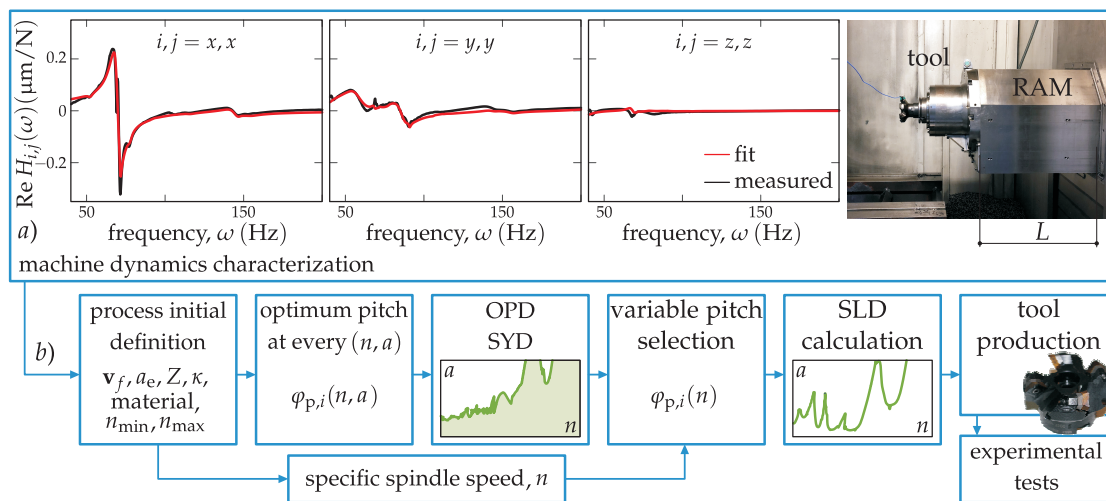 i, j = x, x
i, j = y, y
i, j = z, z
0.2
0
−0.2
Re H_{i,j}(ω) (µm/N)
fit
measured
50
150
50
150
50
150
frequency, ω (Hz)
frequency, ω (Hz)
frequency, ω (Hz)
tool
RAM
L
a)
machine dynamics characterization
b)
process initial
definition
v_f, a_e, Z, κ,
material,
n_min, n_max
optimum pitch
at every (n, a)
φ_{p,i}(n, a)
OPD
SYD
a
n
variable pitch
selection
φ_{p,i}(n)
SLD
calculation
a
n
tool
production
specific spindle speed, n
experimental
tests